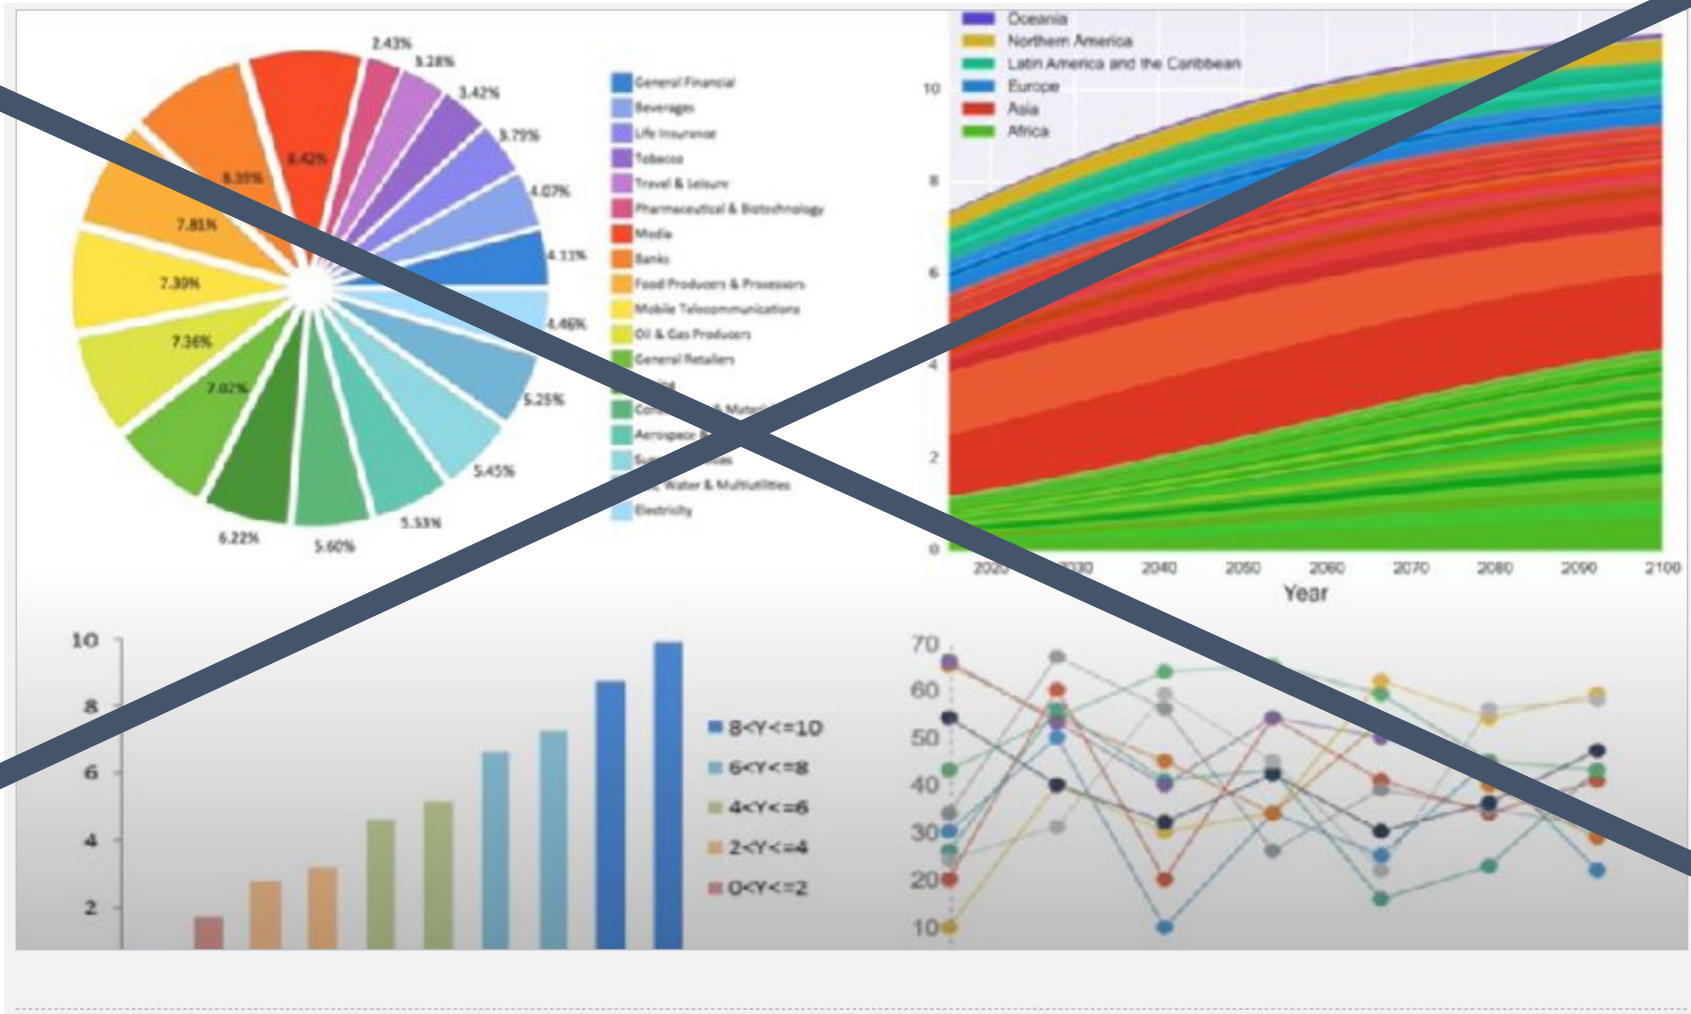 2.43%
3.28%
3.42%
3.79%
4.07%
4.11%
4.46%
5.25%
5.45%
5.53%
5.60%
6.22%
7.02%
7.36%
7.39%
7.81%
8.39%
8.42%
General Financial
Beverages
Life Insurance
Tobacco
Travel & Leisure
Pharmaceutical & Biotechnology
Media
Banks
Food Producers & Processors
Mobile Telecommunications
Oil & Gas Producers
General Retailers
Aerospace
Water & Multiutilities
Electricity
Oceania
Northern America
Latin America and the Caribbean
Europe
Asia
Africa
10
8
6
4
2
0
2020 2030 2040 2050 2060 2070 2080 2090 2100
Year
10
8
6
4
2
8<Y<=10
6<Y<=8
4<Y<=6
2<Y<=4
0<Y<=2
70
60
50
40
30
20
10